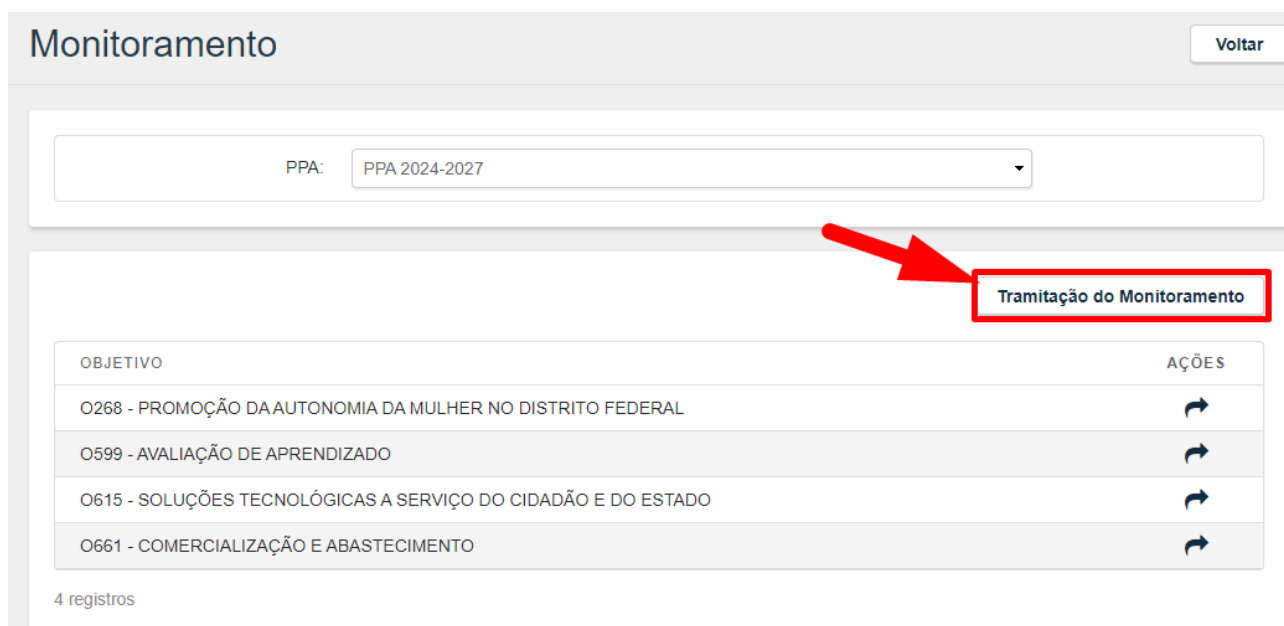 Monitoramento
Voltar
PPA:
PPA 2024-2027
Tramitação do Monitoramento
OBJETIVO
AÇÕES
O268 - PROMOÇÃO DA AUTONOMIA DA MULHER NO DISTRITO FEDERAL
O599 - AVALIAÇÃO DE APRENDIZADO
O615 - SOLUÇÕES TECNOLÓGICAS A SERVIÇO DO CIDADÃO E DO ESTADO
O661 - COMERCIALIZAÇÃO E ABASTECIMENTO
4 registros